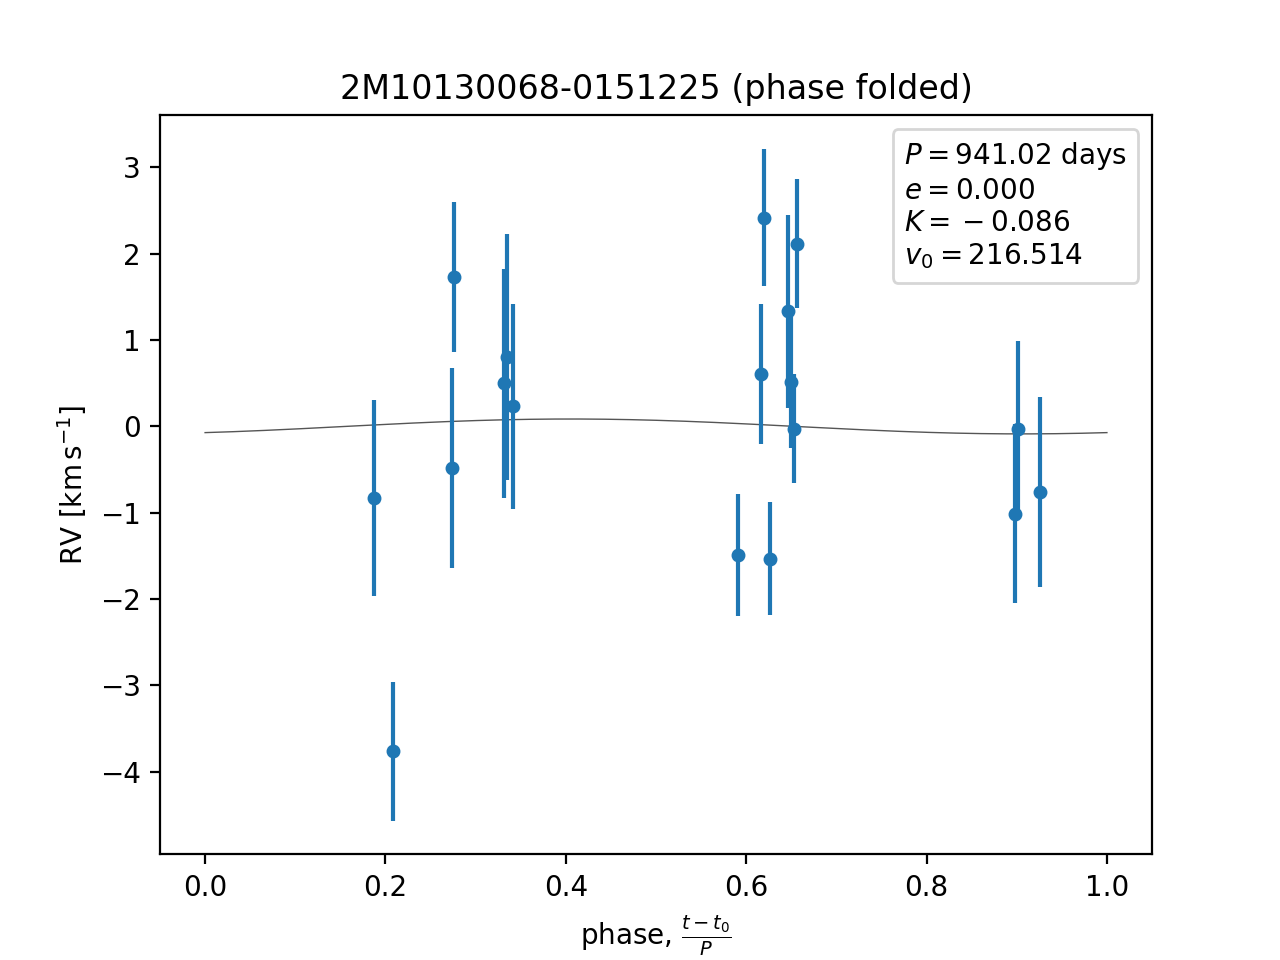 2M10130068-0151225 (phase folded)
P = 941.02 days
e = 0.000
K = −0.086
v₀ = 216.514
3
2
1
0
−1
−2
−3
−4
RV [km s⁻¹]
0.0 0.2 0.4 0.6 0.8 1.0
phase, (t − t₀)/P